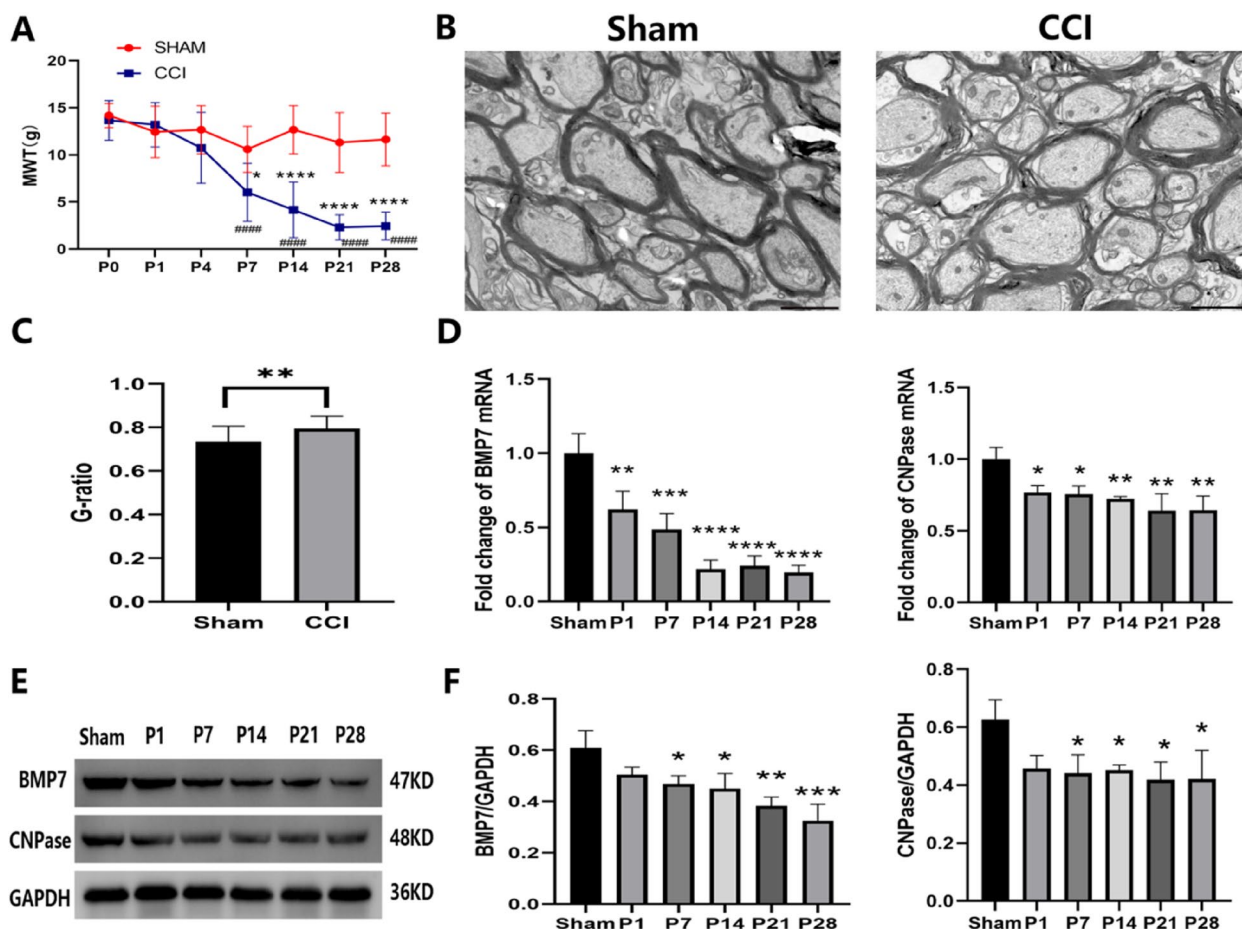 A
SHAM
CCI
20
15
10
5
0
MWT(g)
* **** **** ****
#### #### #### ####
P0 P1 P4 P7 P14 P21 P28
B
Sham
CCI
C
**
1.0
0.8
0.6
0.4
0.2
0.0
G-ratio
Sham CCI
D
1.5
1.0
0.5
0.0
Fold change of BMP7 mRNA
** *** **** **** ****
Sham P1 P7 P14 P21 P28
1.5
1.0
0.5
0.0
Fold change of CNPase mRNA
* * ** ** **
Sham P1 P7 P14 P21 P28
E
Sham P1 P7 P14 P21 P28
BMP7 47KD
CNPase 48KD
GAPDH 36KD
F
0.8
0.6
0.4
0.2
0.0
BMP7/GAPDH
* * ** ***
Sham P1 P7 P14 P21 P28
0.8
0.6
0.4
0.2
0.0
CNPase/GAPDH
* * * *
Sham P1 P7 P14 P21 P28